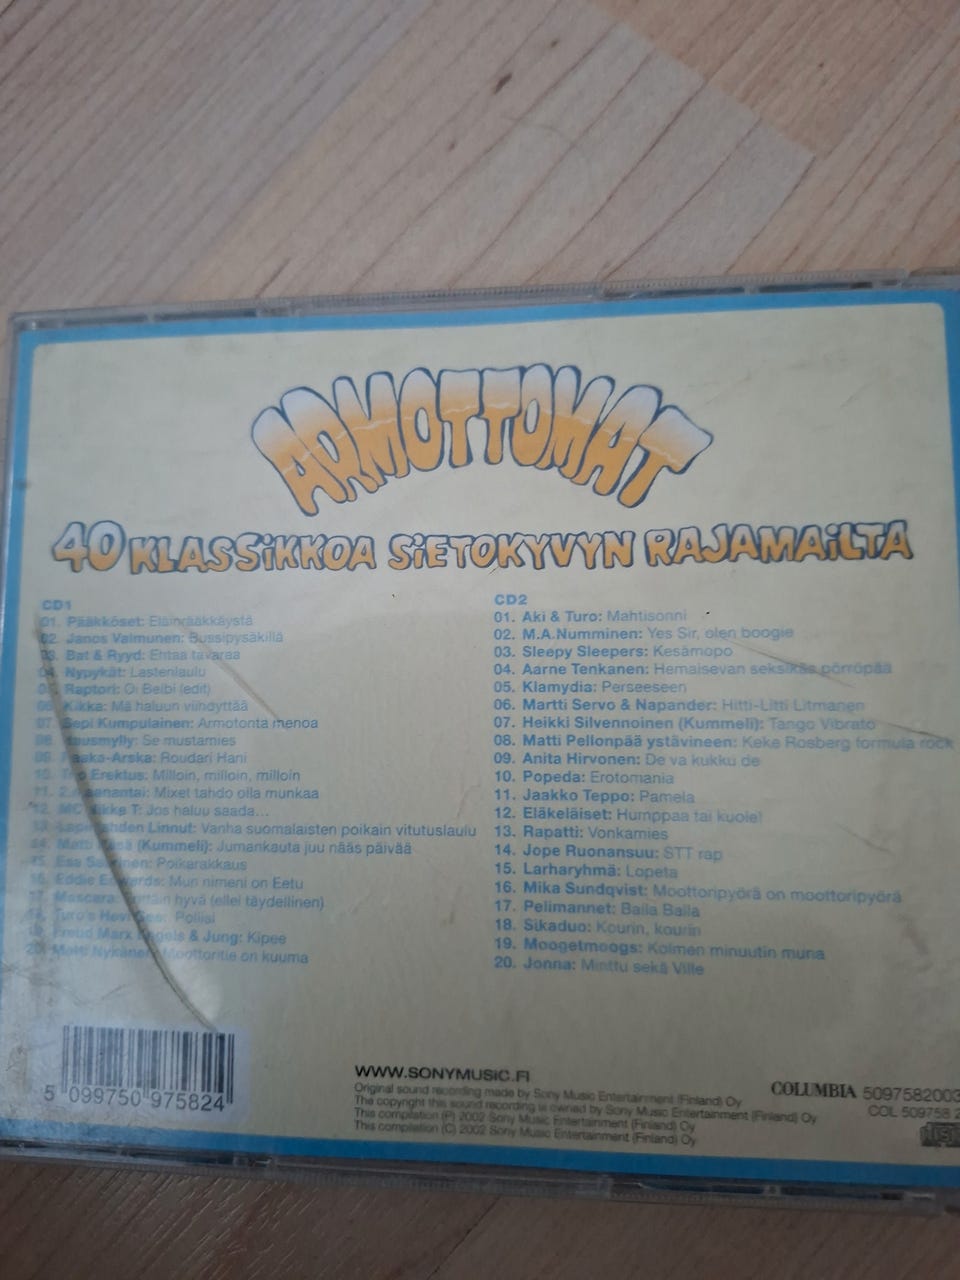 ARMOTTOMAT
40 KLASSiKKOA SiETOKYVYN RAJAMAiLTA
CD1
01. Pääkköset: Eläinrääkkäystä
02. Janos Valmunen: Bussipysäkillä
03. Bat & Ryyd: Ehtaa tavaraa
04. Nypykät: Lastenlaulu
05. Raptori: Oi Beibi (edit)
06. Kikka: Mä haluun viihdyttää
07. Sepi Kumpulainen: Armotonta menoa
08. Se mustamies
09. Roudari Hani
10. Trio Erektus: Milloin, milloin, milloin
11. Mixet tahdo olla munkaa
12. MC Nikke T: Jos haluu saada...
13. Lapinlahden Linnut: Vanha suomalaisten poikain vitutuslaulu
14. Matti (Kummeli): Jumankauta juu nääs päivää
15. Esa Poikarakkaus
16. Eddie Edwards: Mun nimeni on Eetu
17. Mascara: hyvä (ellei täydellinen)
18. Turo's Hevi Gee: Poliisi
19. Freud Marx Engels & Jung: Kipee
20. Matti Nykänen: Moottoritie on kuuma
CD2
01. Aki & Turo: Mahtisonni
02. M.A.Numminen: Yes Sir, olen boogie
03. Sleepy Sleepers: Kesämopo
04. Aarne Tenkanen: Hemaisevan seksikäs pörröpää
05. Klamydia: Perseeseen
06. Martti Servo & Napander: Hitti-Litti Litmanen
07. Heikki Silvennoinen (Kummeli): Tango Vibrato
08. Matti Pellonpää ystävineen: Keke Rosberg formula rock
09. Anita Hirvonen: De va kukku de
10. Popeda: Erotomania
11. Jaakko Teppo: Pamela
12. Eläkeläiset: Humppaa tai kuole!
13. Rapatti: Vonkamies
14. Jope Ruonansuu: STT rap
15. Larharyhmä: Lopeta
16. Mika Sundqvist: Moottoripyörä on moottoripyörä
17. Pelimannet: Baila Baila
18. Sikaduo: Kourin, kourin
19. Moogetmoogs: Kolmen minuutin muna
20. Jonna: Minttu sekä Ville
5 099750 975824
WWW.SONYMUSIC.FI
Original sound recording made by Sony Music Entertainment (Finland) Oy
The copyright this sound recording is owned by Sony Music Entertainment (Finland) Oy
This compilation (P) 2002 Sony Music Entertainment (Finland) Oy
This compilation (C) 2002 Sony Music Entertainment (Finland) Oy
COLUMBIA 5097582003
COL 509758 2